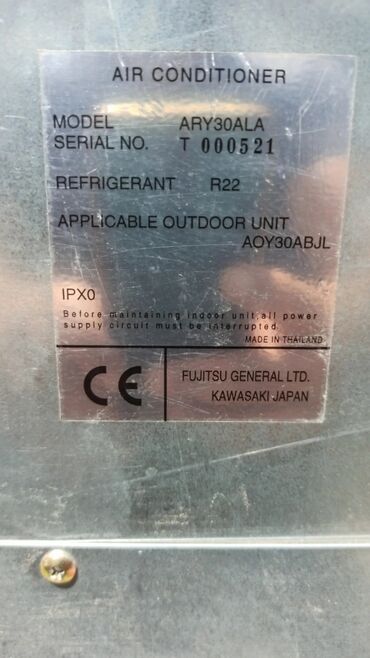 AIR CONDITIONER
MODEL ARY30ALA
SERIAL NO. T 000521
REFRIGERANT R22
APPLICABLE OUTDOOR UNIT
AOY30ABJL
IPX0
Before maintaining indoor unit,all power
supply circuit must be interrupted
MADE IN THAILAND
CE
FUJITSU GENERAL LTD.
KAWASAKI JAPAN